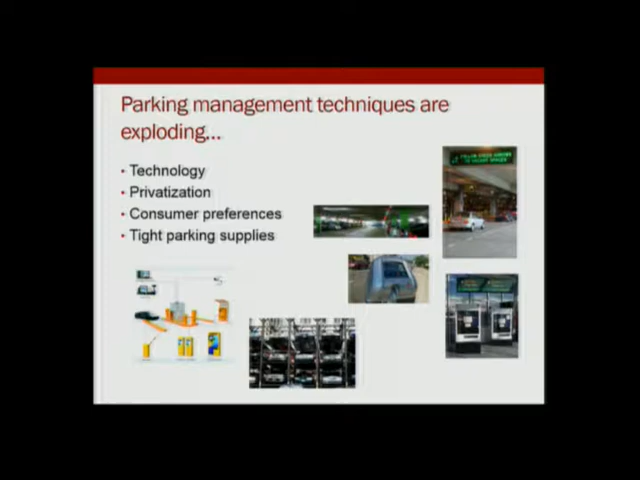 Parking management techniques are
exploding...
• Technology
• Privatization
• Consumer preferences
• Tight parking supplies